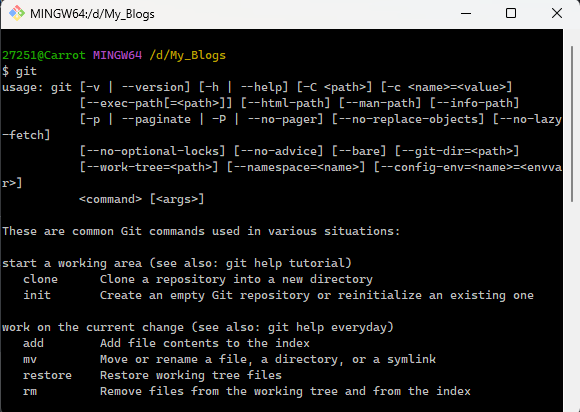 MINGW64:/d/My_Blogs
27251@Carrot MINGW64 /d/My_Blogs
$ git
usage: git [-v | --version] [-h | --help] [-C <path>] [-c <name>=<value>]
           [--exec-path[=<path>]] [--html-path] [--man-path] [--info-path]
           [-p | --paginate | -P | --no-pager] [--no-replace-objects] [--no-lazy
-fetch]
           [--no-optional-locks] [--no-advice] [--bare] [--git-dir=<path>]
           [--work-tree=<path>] [--namespace=<name>] [--config-env=<name>=<envva
r>]
           <command> [<args>]

These are common Git commands used in various situations:

start a working area (see also: git help tutorial)
   clone      Clone a repository into a new directory
   init       Create an empty Git repository or reinitialize an existing one

work on the current change (see also: git help everyday)
   add        Add file contents to the index
   mv         Move or rename a file, a directory, or a symlink
   restore    Restore working tree files
   rm         Remove files from the working tree and from the index